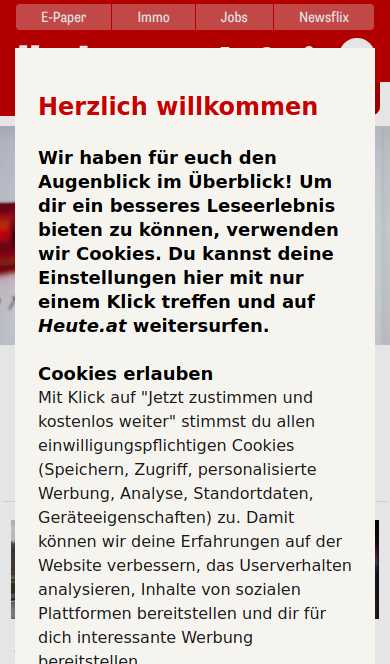 E-Paper Immo Jobs Newsflix
Herzlich willkommen
Wir haben für euch den
Augenblick im Überblick! Um
dir ein besseres Leseerlebnis
bieten zu können, verwenden
wir Cookies. Du kannst deine
Einstellungen hier mit nur
einem Klick treffen und auf
Heute.at weitersurfen.
Cookies erlauben
Mit Klick auf "Jetzt zustimmen und
kostenlos weiter" stimmst du allen
einwilligungspflichtigen Cookies
(Speichern, Zugriff, personalisierte
Werbung, Analyse, Standortdaten,
Geräteeigenschaften) zu. Damit
können wir deine Erfahrungen auf der
Website verbessern, das Userverhalten
analysieren, Inhalte von sozialen
Plattformen bereitstellen und dir für
dich interessante Werbung
bereitstellen